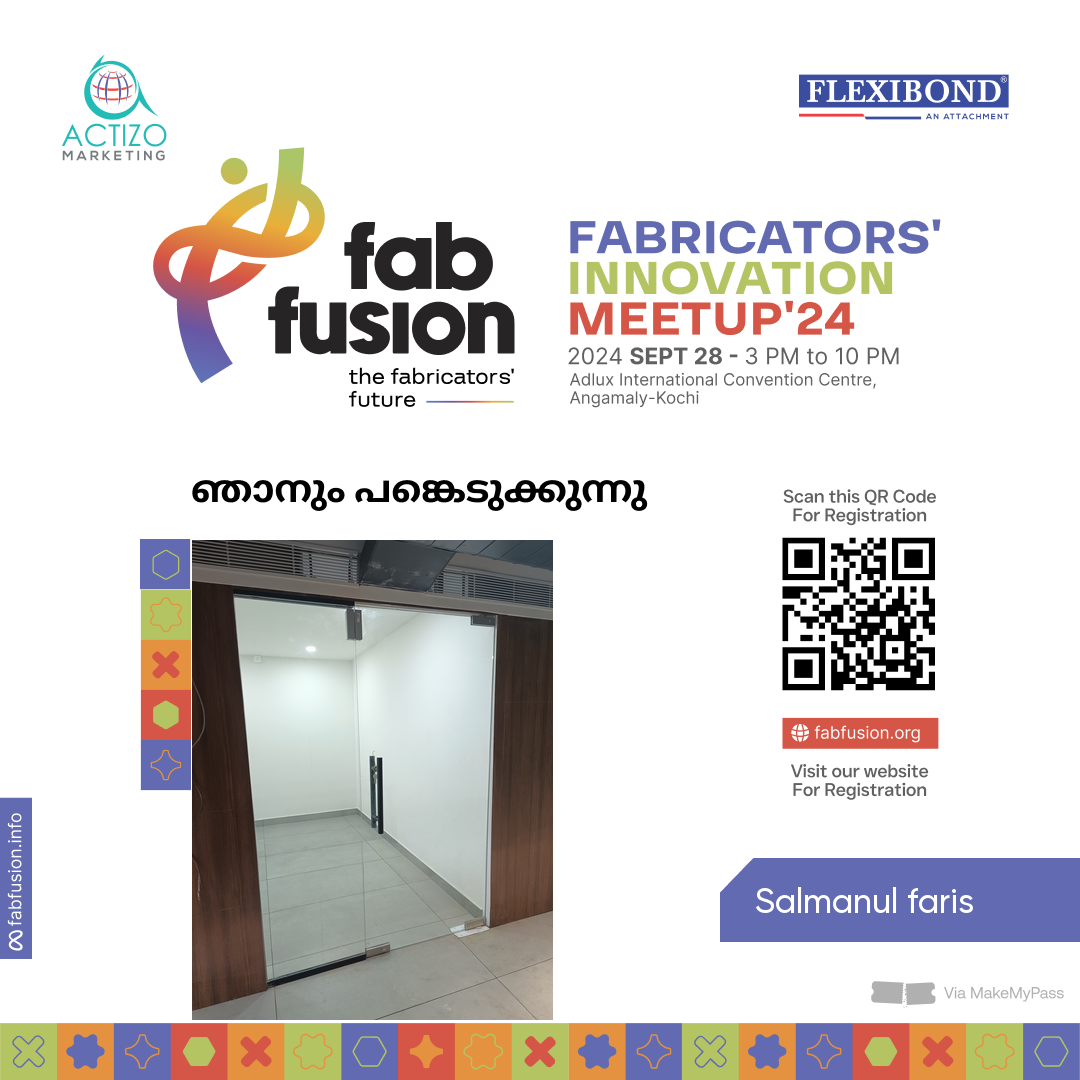 ACTIZO
MARKETING
FLEXIBOND®
AN ATTACHMENT
fab
fusion
the fabricators'
future
FABRICATORS'
INNOVATION
MEETUP'24
2024 SEPT 28 - 3 PM to 10 PM
Adlux International Convention Centre,
Angamaly-Kochi
ഞാനും പങ്കെടുക്കുന്നു
Scan this QR Code
For Registration
fabfusion.org
Visit our website
For Registration
fabfusion.info
Salmanul faris
Via MakeMyPass